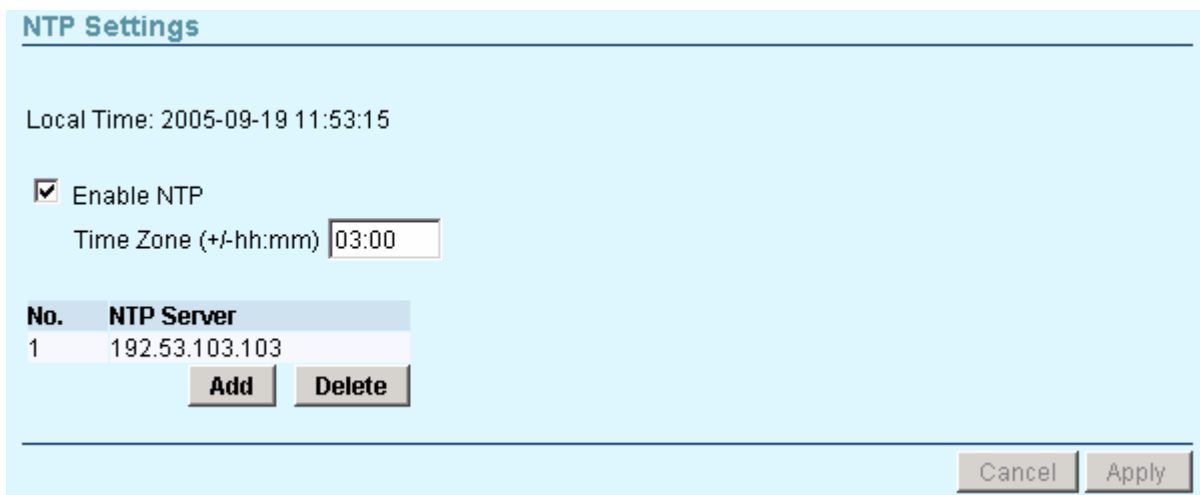 NTP Settings
Local Time: 2005-09-19 11:53:15
Enable NTP
Time Zone (+/-hh:mm) 03:00
No. NTP Server
1 192.53.103.103
Add Delete
Cancel Apply